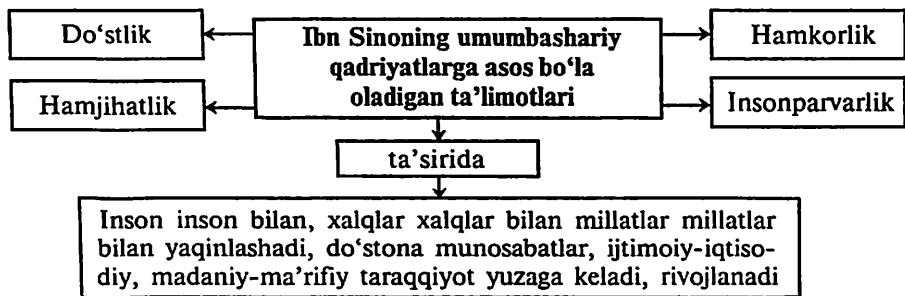 Do‘stlik
Ibn Sinoning umumbashariy
qadriyatlarga asos bo‘la
oladigan ta’limotlari
Hamkorlik
Hamjihatlik
Insonparvarlik
ta’sirida
Inson inson bilan, xalqlar xalqlar bilan millatlar millatlar
bilan yaqinlashadi, do‘stona munosabatlar, ijtimoiy-iqtiso-
diy, madaniy-ma’rifiy taraqqiyot yuzaga keladi, rivojlanadi